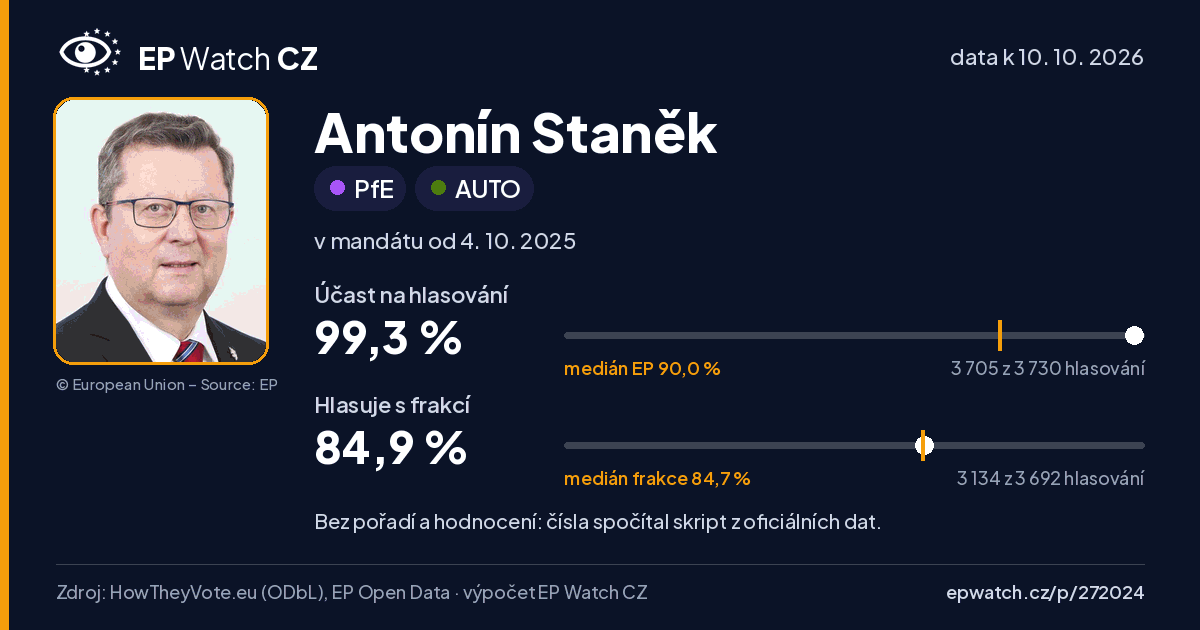 EP Watch CZ
data k 10. 10. 2026
Antonín Staněk
PfE AUTO
v mandátu od 4. 10. 2025
Účast na hlasování
99,3 %
medián EP 90,0 %
3 705 z 3 730 hlasování
© European Union – Source: EP
Hlasuje s frakcí
84,9 %
medián frakce 84,7 %
3 134 z 3 692 hlasování
Bez pořadí a hodnocení: čísla spočítal skript z oficiálních dat.
Zdroj: HowTheyVote.eu (ODbL), EP Open Data · výpočet EP Watch CZ
epwatch.cz/p/272024